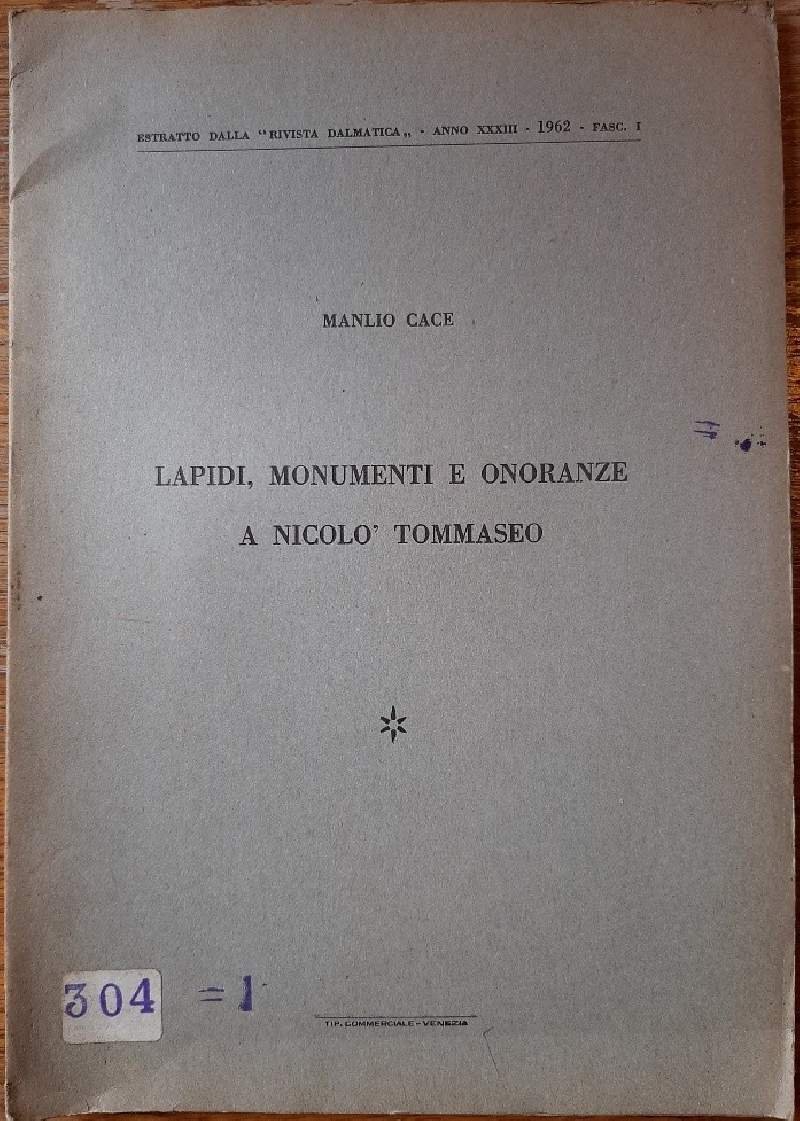 ESTRATTO DALLA "RIVISTA DALMATICA„ - ANNO XXXIII - 1962 - FASC. I
MANLIO CACE
LAPIDI, MONUMENTI E ONORANZE
A NICOLO' TOMMASEO
304 = 1
TIP. COMMERCIALE - VENEZIA